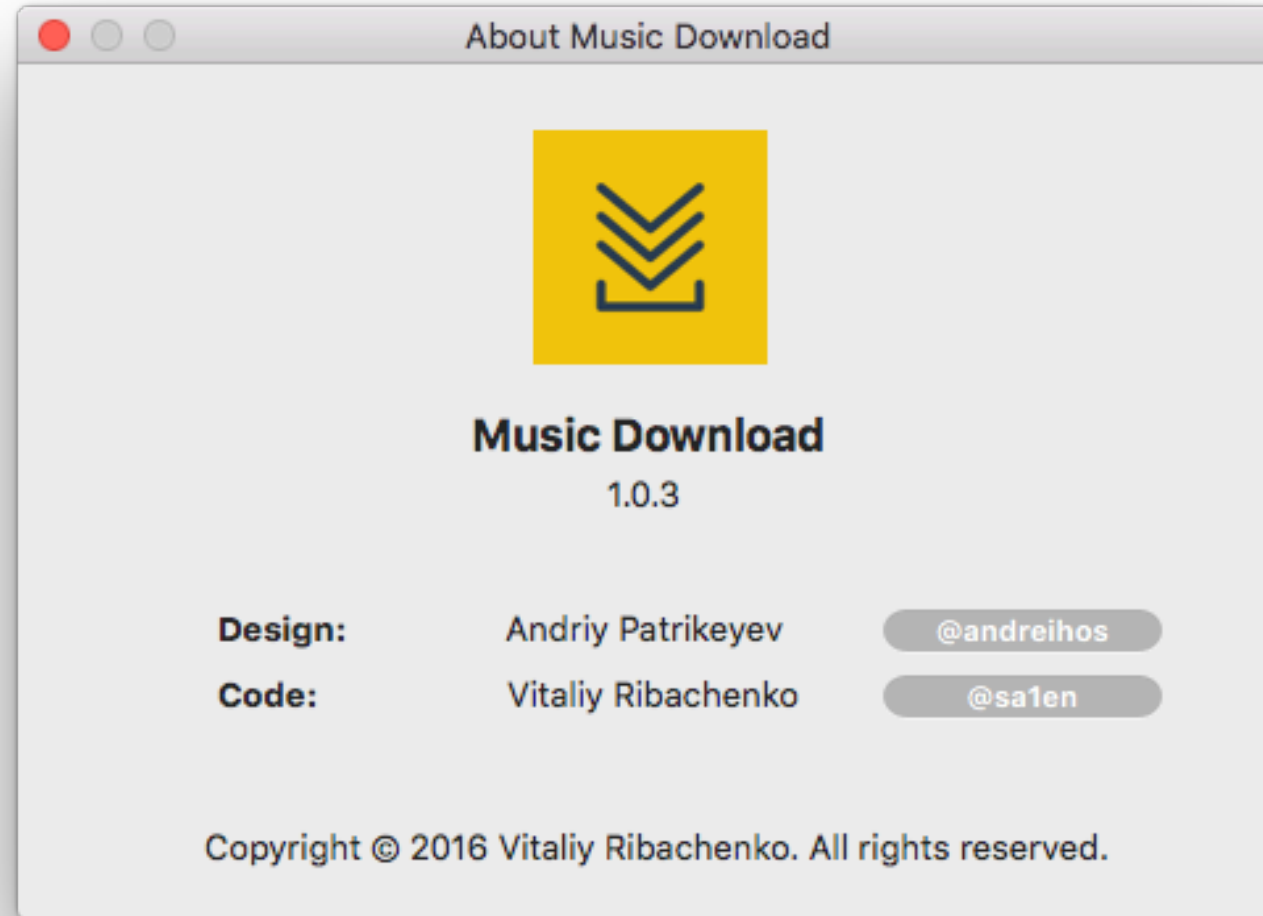 About Music Download
Music Download
1.0.3
Design: Andriy Patrikeyev @andreihos
Code: Vitaliy Ribachenko @sa1en
Copyright © 2016 Vitaliy Ribachenko. All rights reserved.